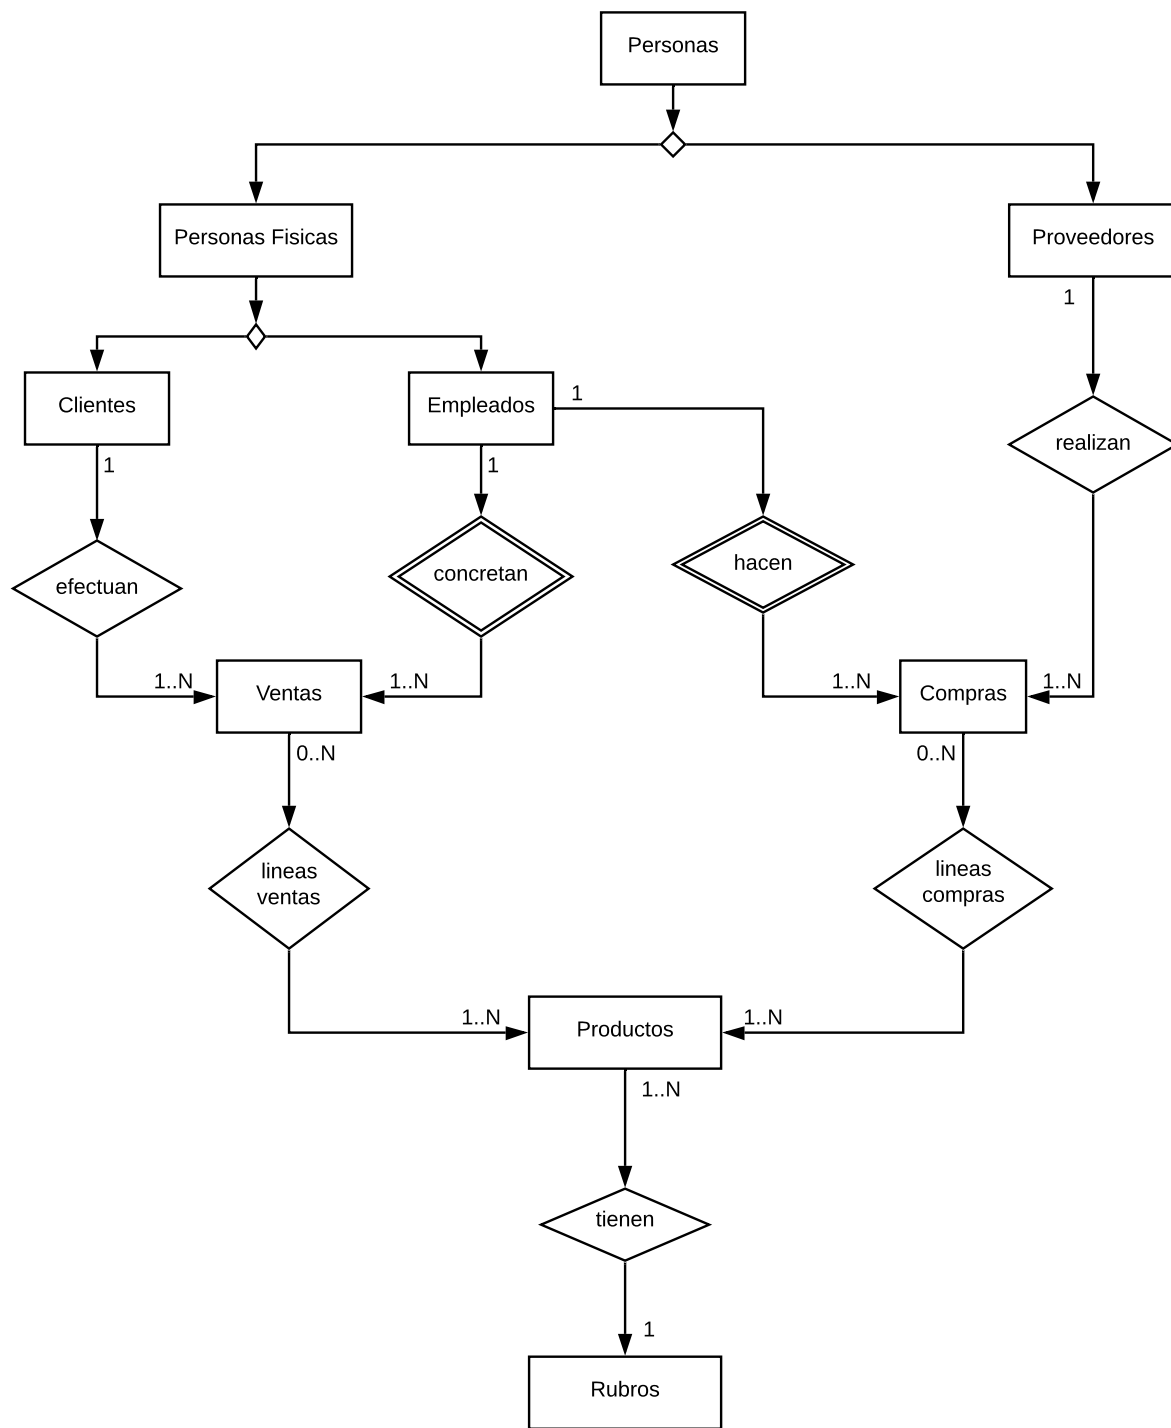 Personas
Personas Fisicas
Proveedores
1
Clientes
Empleados
1
realizan
1
1
efectuan
concretan
hacen
1..N
Ventas
1..N
1..N
Compras
1..N
0..N
0..N
lineas
ventas
lineas
compras
1..N
Productos
1..N
1..N
tienen
1
Rubros